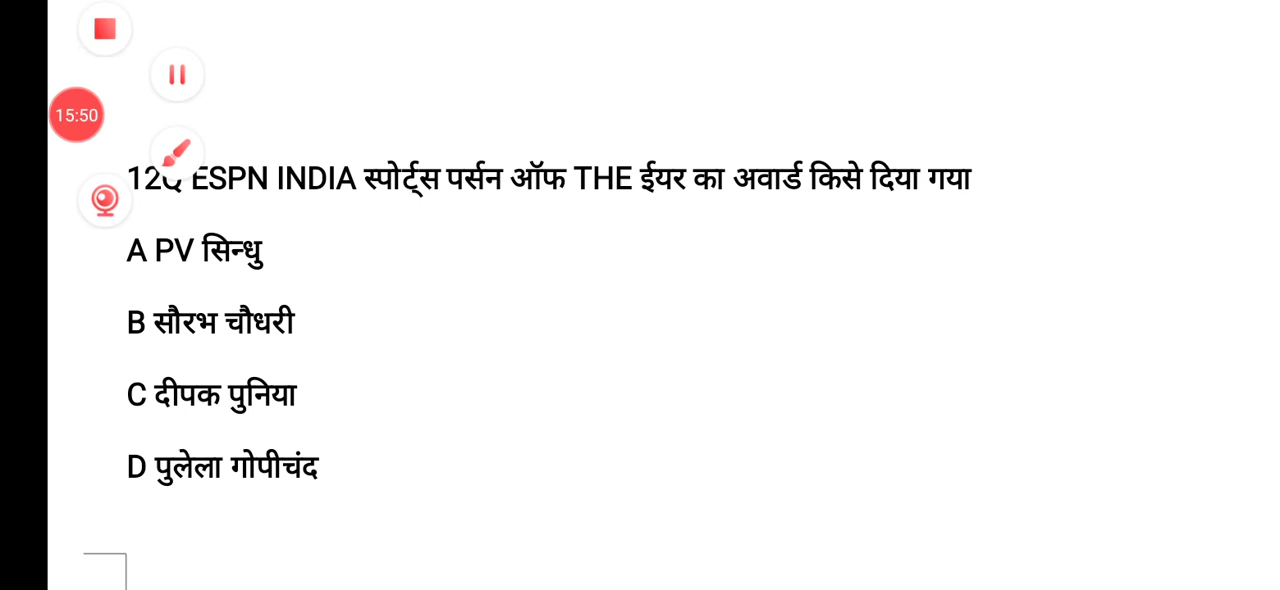 15:50
12Q ESPN INDIA स्पोर्ट्स पर्सन ऑफ THE ईयर का अवार्ड किसे दिया गया
A PV सिन्धु
B सौरभ चौधरी
C दीपक पुनिया
D पुलेला गोपीचंद